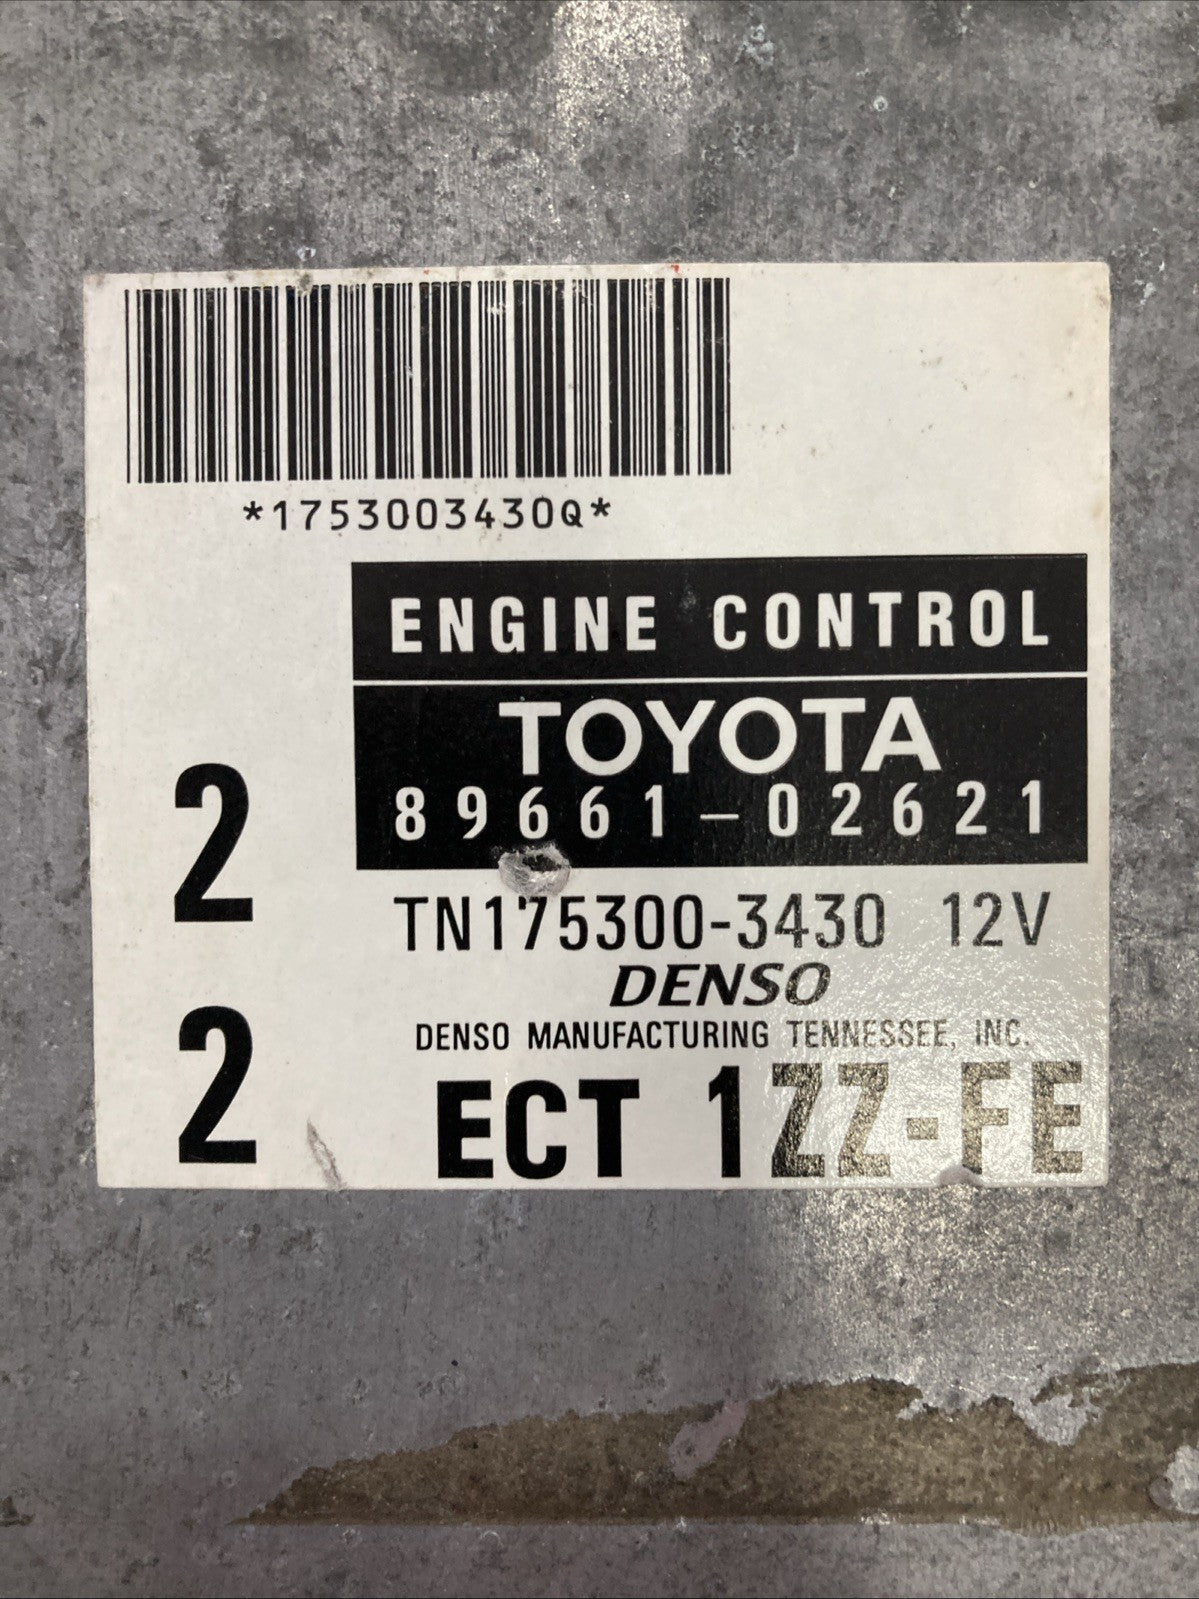 *1753003430Q*
ENGINE CONTROL
TOYOTA
89661-02621
2
TN175300-3430 12V
DENSO
DENSO MANUFACTURING TENNESSEE, INC.
2
ECT 1ZZ-FE